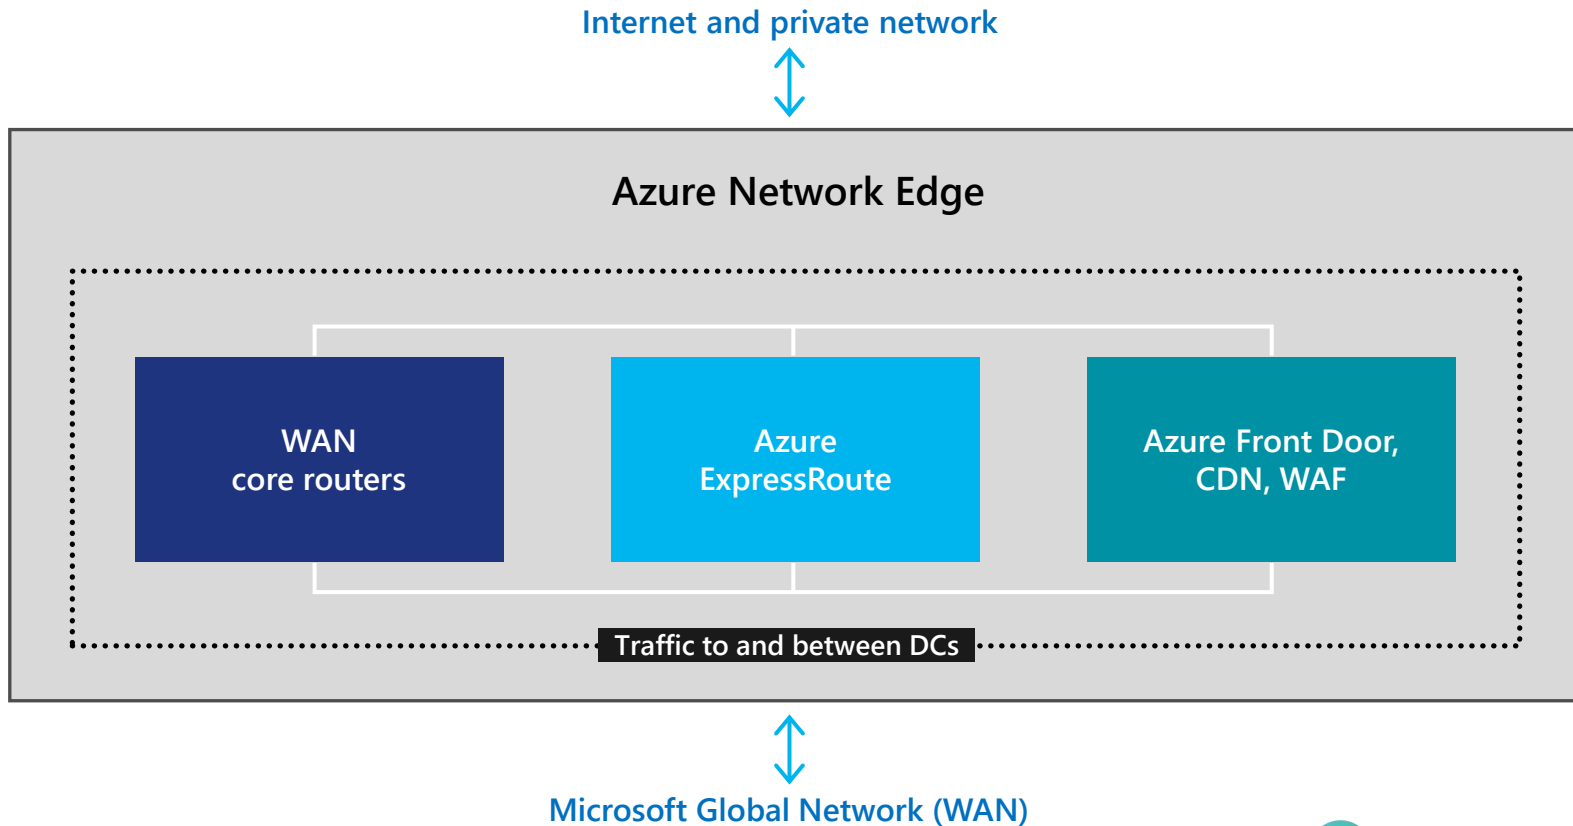 Internet and private network
Azure Network Edge
WAN
core routers
Azure
ExpressRoute
Azure Front Door,
CDN, WAF
Traffic to and between DCs
Microsoft Global Network (WAN)